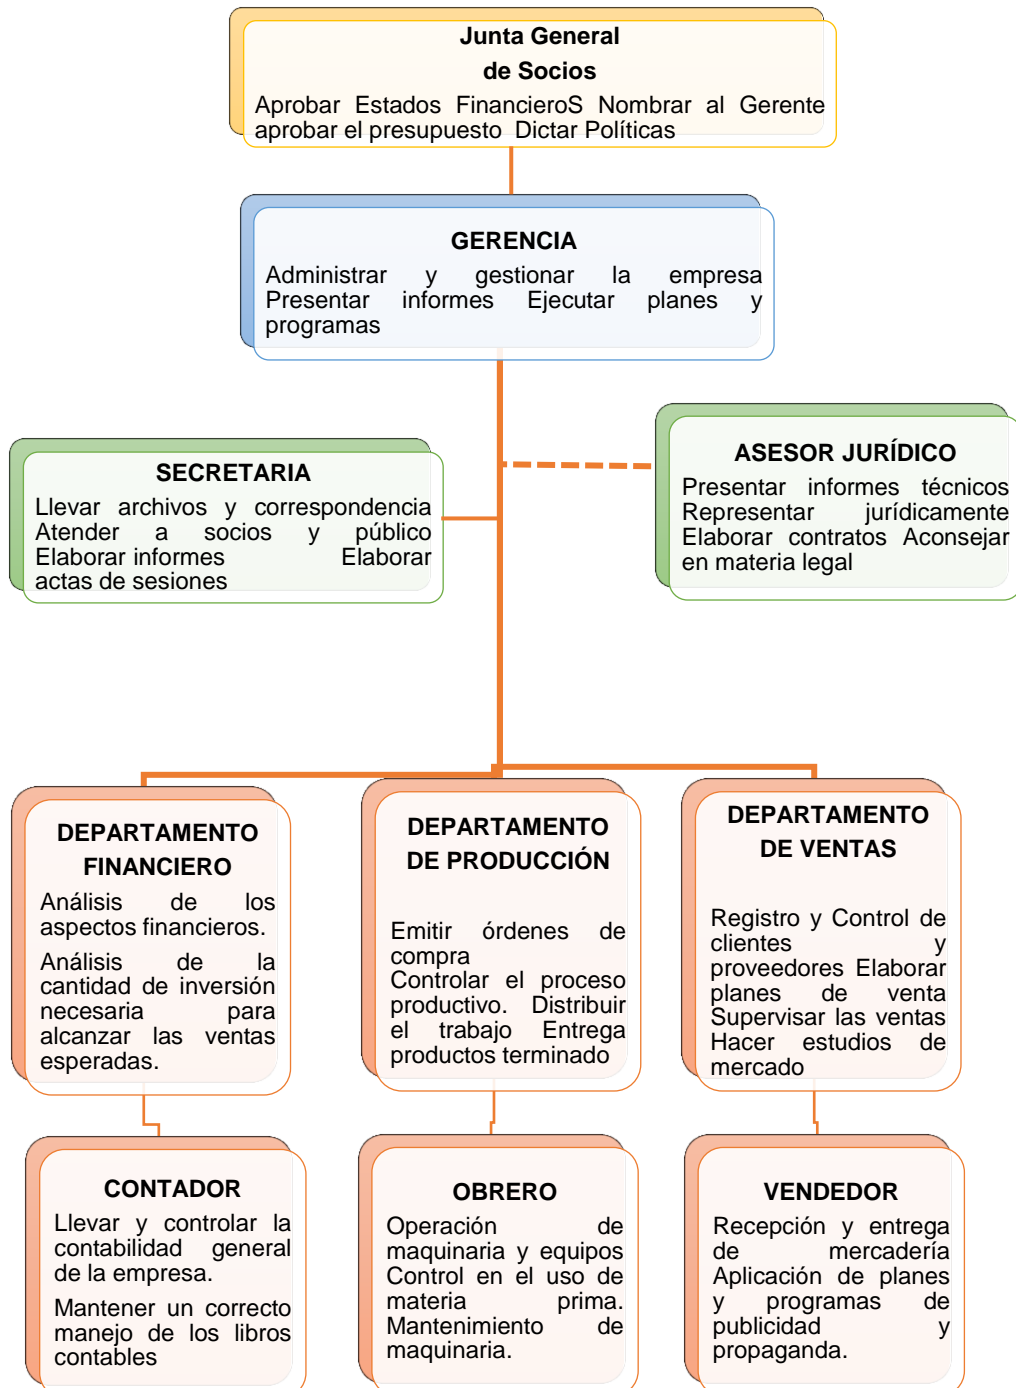 Junta General
de Socios
Aprobar Estados FinancieroS Nombrar al Gerente
aprobar el presupuesto Dictar Políticas
GERENCIA
Administrar y gestionar la empresa
Presentar informes Ejecutar planes y
programas
SECRETARIA
Llevar archivos y correspondencia
Atender a socios y público
Elaborar informes Elaborar
actas de sesiones
ASESOR JURÍDICO
Presentar informes técnicos
Representar jurídicamente
Elaborar contratos Aconsejar
en materia legal
DEPARTAMENTO
FINANCIERO
Análisis de los
aspectos financieros.
Análisis de la
cantidad de inversión
necesaria para
alcanzar las ventas
esperadas.
DEPARTAMENTO
DE PRODUCCIÓN
Emitir órdenes de
compra
Controlar el proceso
productivo. Distribuir
el trabajo Entrega
productos terminado
DEPARTAMENTO
DE VENTAS
Registro y Control de
clientes y
proveedores Elaborar
planes de venta
Supervisar las ventas
Hacer estudios de
mercado
CONTADOR
Llevar y controlar la
contabilidad general
de la empresa.
Mantener un correcto
manejo de los libros
contables
OBRERO
Operación de
maquinaria y equipos
Control en el uso de
materia prima.
Mantenimiento de
maquinaria.
VENDEDOR
Recepción y entrega
de mercadería
Aplicación de planes
y programas de
publicidad y
propaganda.